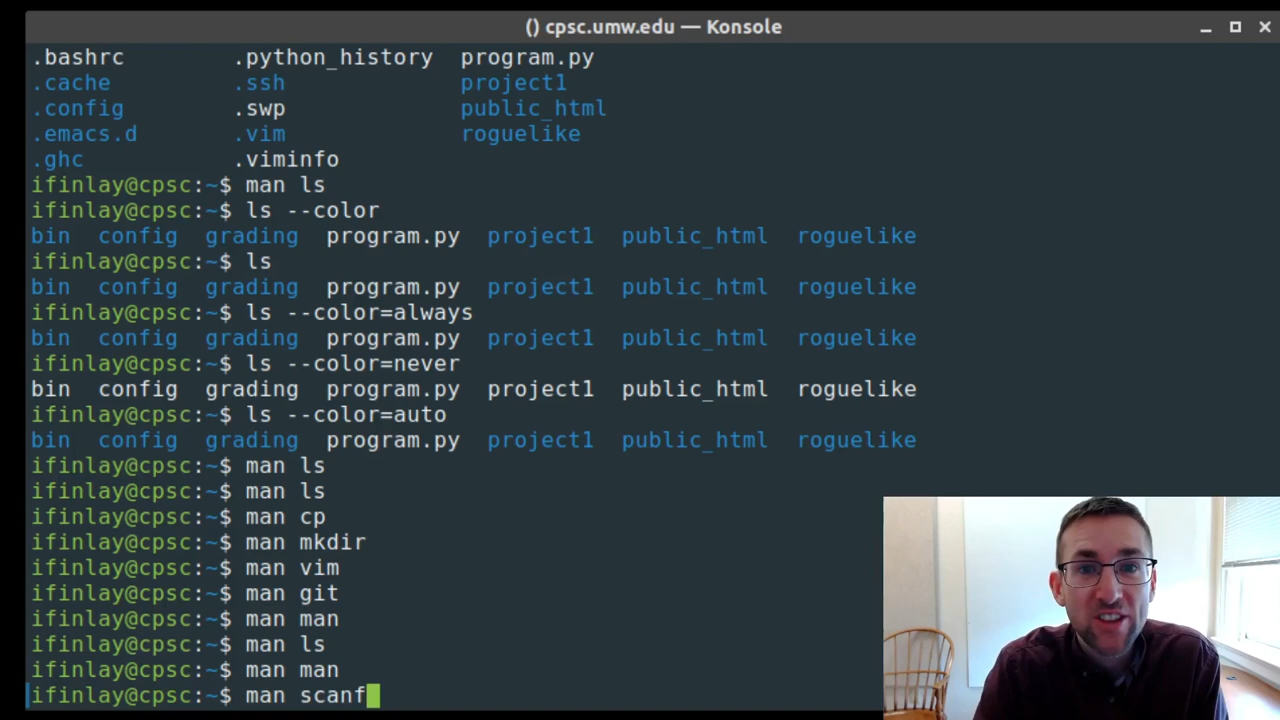 () cpsc.umw.edu — Konsole
.bashrc .python_history program.py
.cache .ssh project1
.config .swp public_html
.emacs.d .vim roguelike
.ghc .viminfo
ifinlay@cpsc:~$ man ls
ifinlay@cpsc:~$ ls --color
bin config grading program.py project1 public_html roguelike
ifinlay@cpsc:~$ ls
bin config grading program.py project1 public_html roguelike
ifinlay@cpsc:~$ ls --color=always
bin config grading program.py project1 public_html roguelike
ifinlay@cpsc:~$ ls --color=never
bin config grading program.py project1 public_html roguelike
ifinlay@cpsc:~$ ls --color=auto
bin config grading program.py project1 public_html roguelike
ifinlay@cpsc:~$ man ls
ifinlay@cpsc:~$ man ls
ifinlay@cpsc:~$ man cp
ifinlay@cpsc:~$ man mkdir
ifinlay@cpsc:~$ man vim
ifinlay@cpsc:~$ man git
ifinlay@cpsc:~$ man man
ifinlay@cpsc:~$ man ls
ifinlay@cpsc:~$ man man
ifinlay@cpsc:~$ man scanf